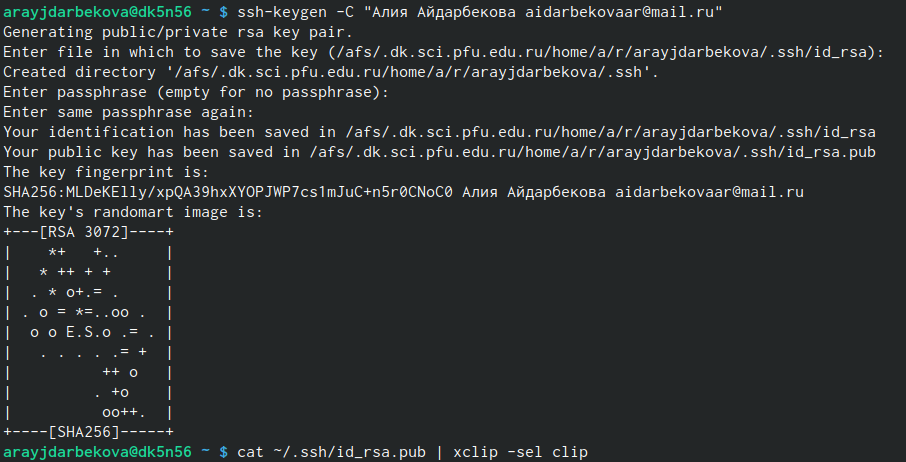 arayjdarbekova@dk5n56 ~ $ ssh-keygen -C "Алия Айдарбекова aidarbekovaar@mail.ru"
Generating public/private rsa key pair.
Enter file in which to save the key (/afs/.dk.sci.pfu.edu.ru/home/a/r/arayjdarbekova/.ssh/id_rsa):
Created directory '/afs/.dk.sci.pfu.edu.ru/home/a/r/arayjdarbekova/.ssh'.
Enter passphrase (empty for no passphrase):
Enter same passphrase again:
Your identification has been saved in /afs/.dk.sci.pfu.edu.ru/home/a/r/arayjdarbekova/.ssh/id_rsa
Your public key has been saved in /afs/.dk.sci.pfu.edu.ru/home/a/r/arayjdarbekova/.ssh/id_rsa.pub
The key fingerprint is:
SHA256:MLDeKElly/xpQA39hxXYOPJWP7cs1mJuC+n5r0CNoC0 Алия Айдарбекова aidarbekovaar@mail.ru
The key's randomart image is:
+---[RSA 3072]----+
|    *+   +..     |
|   * ++ + +      |
|  . * o+.= .     |
| . o = *=..oo .  |
|  o o E.S.o .= . |
|   . . . . .= +  |
|          ++ o   |
|         . +o    |
|          oo++.  |
+----[SHA256]-----+
arayjdarbekova@dk5n56 ~ $ cat ~/.ssh/id_rsa.pub | xclip -sel clip